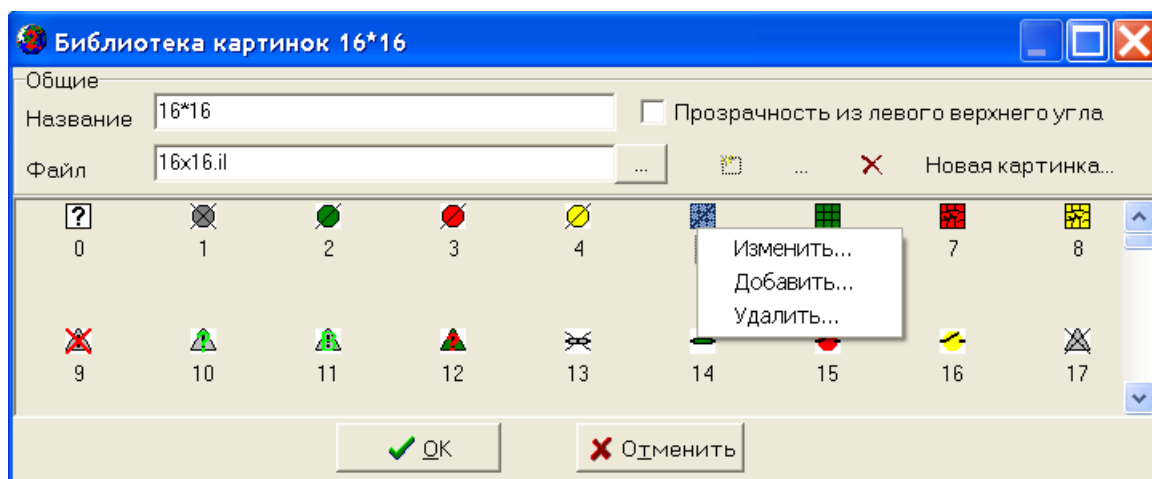 Библиотека картинок 16*16
Общие
Название 16*16 Прозрачность из левого верхнего угла
Файл 16x16.il ... ... Новая картинка...
?
0 1 2 3 4 7 8
Изменить...
Добавить...
Удалить...
9 10 11 12 13 14 15 16 17
OK Отменить